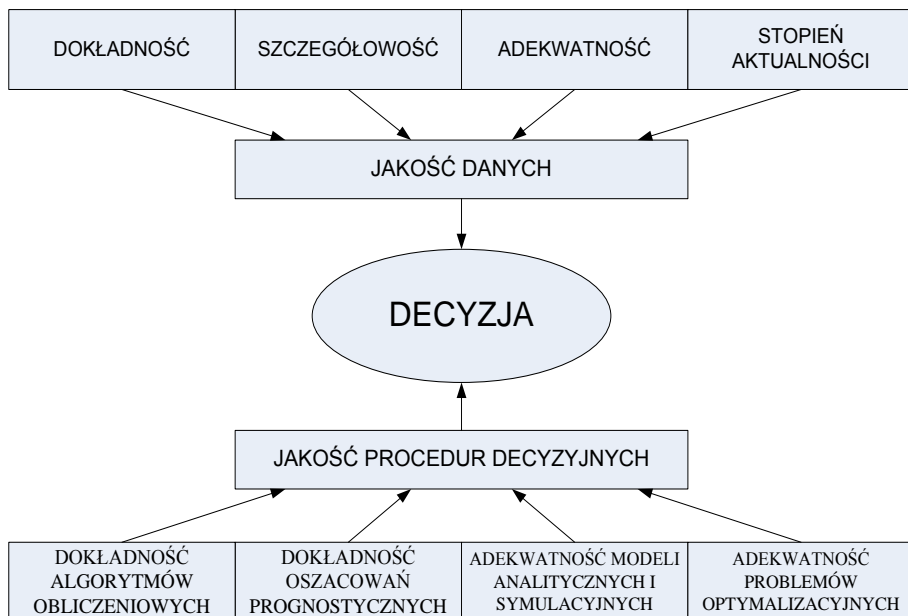 DOKŁADNOŚĆ
SZCZEGÓŁOWOŚĆ
ADEKWATNOŚĆ
STOPIEŃ
AKTUALNOŚCI
JAKOŚĆ DANYCH
DECYZJA
JAKOŚĆ PROCEDUR DECYZYJNYCH
DOKŁADNOŚĆ
ALGORYTMÓW
OBLICZENIOWYCH
DOKŁADNOŚĆ
OSZACOWAŃ
PROGNOSTYCZNYCH
ADEKWATNOŚĆ MODELI
ANALITYCZNYCH I
SYMULACYJNYCH
ADEKWATNOŚĆ
PROBLEMÓW
OPTYMALIZACYJNYCH